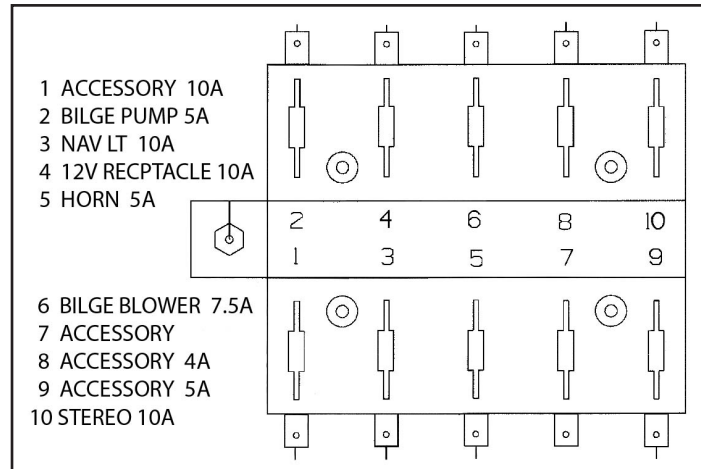 1 ACCESSORY 10A
2 BILGE PUMP 5A
3 NAV LT 10A
4 12V RECPTACLE 10A
5 HORN 5A
2 4 6 8 10
1 3 5 7 9
6 BILGE BLOWER 7.5A
7 ACCESSORY
8 ACCESSORY 4A
9 ACCESSORY 5A
10 STEREO 10A